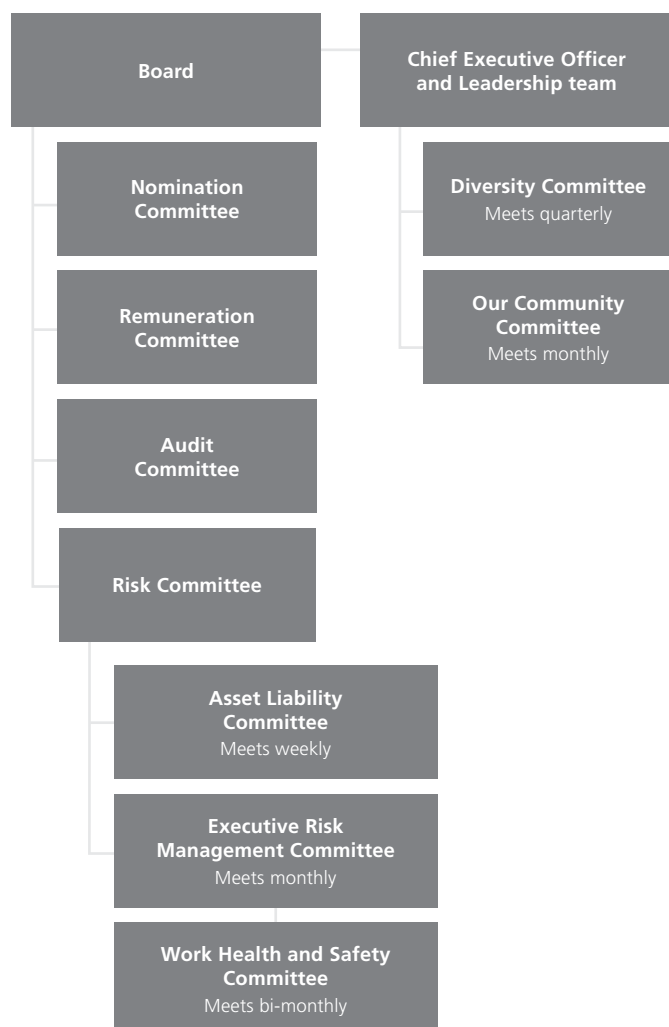 Board
Chief Executive Officer
and Leadership team
Nomination
Committee
Diversity Committee
Meets quarterly
Remuneration
Committee
Our Community
Committee
Meets monthly
Audit
Committee
Risk Committee
Asset Liability
Committee
Meets weekly
Executive Risk
Management Committee
Meets monthly
Work Health and Safety
Committee
Meets bi-monthly